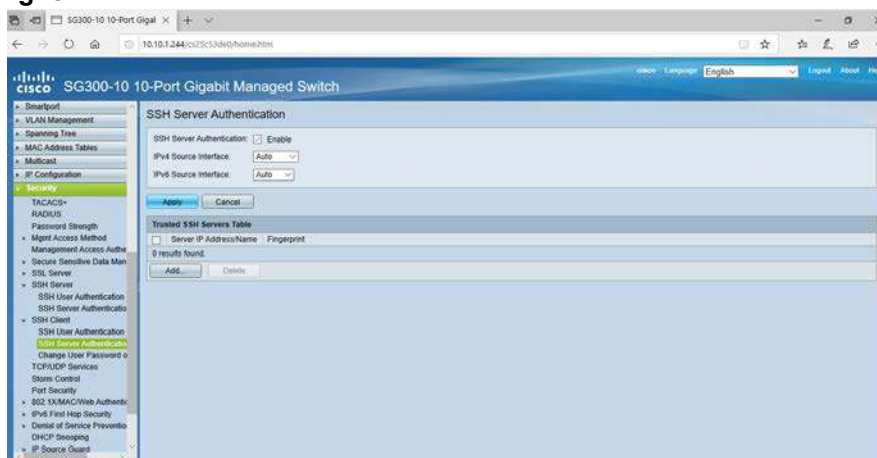 SG300-10 10-Port Gigal
10.10.1.244/cs25c53de0/home.htm
cisco
SG300-10 10-Port Gigabit Managed Switch
cisco Language English Logout About He
Smartport
VLAN Management
Spanning Tree
MAC Address Tables
Multicast
IP Configuration
Security
TACACS+
RADIUS
Password Strength
Mgmt Access Method
Management Access Authe
Secure Sensitive Data Man
SSL Server
SSH Server
SSH User Authentication
SSH Server Authenticatio
SSH Client
SSH User Authentication
SSH Server Authenticatio
Change User Password o
TCP/UDP Services
Storm Control
Port Security
802.1X/MAC/Web Authentic
IPv6 First Hop Security
Denial of Service Preventio
DHCP Snooping
IP Source Guard
SSH Server Authentication
SSH Server Authentication: Enable
IPv4 Source Interface: Auto
IPv6 Source Interface: Auto
Apply Cancel
Trusted SSH Servers Table
Server IP Address/Name Fingerprint
0 results found.
Add... Delete